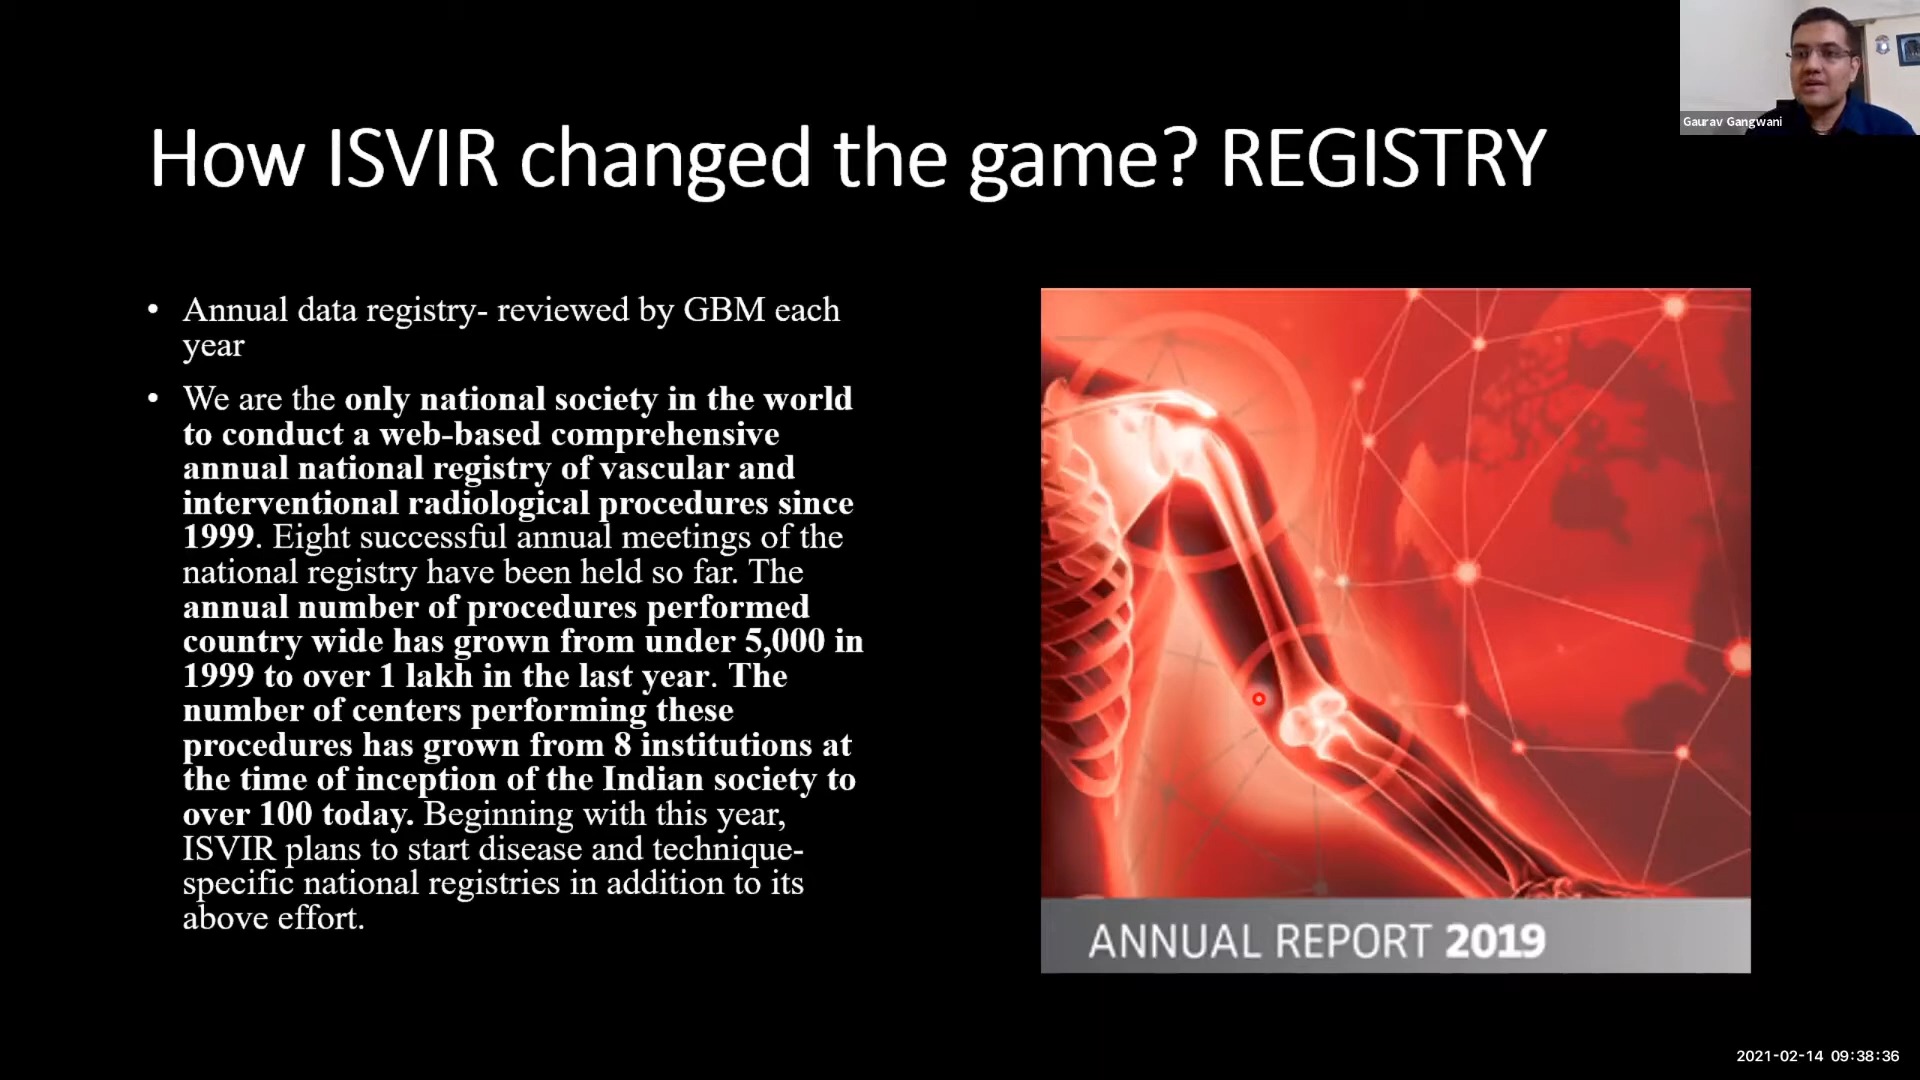 Gaurav Gangwani
How ISVIR changed the game? REGISTRY
• Annual data registry- reviewed by GBM each
year
• We are the only national society in the world
to conduct a web-based comprehensive
annual national registry of vascular and
interventional radiological procedures since
1999. Eight successful annual meetings of the
national registry have been held so far. The
annual number of procedures performed
country wide has grown from under 5,000 in
1999 to over 1 lakh in the last year. The
number of centers performing these
procedures has grown from 8 institutions at
the time of inception of the Indian society to
over 100 today. Beginning with this year,
ISVIR plans to start disease and technique-
specific national registries in addition to its
above effort.
ANNUAL REPORT 2019
2021-02-14 09:38:36